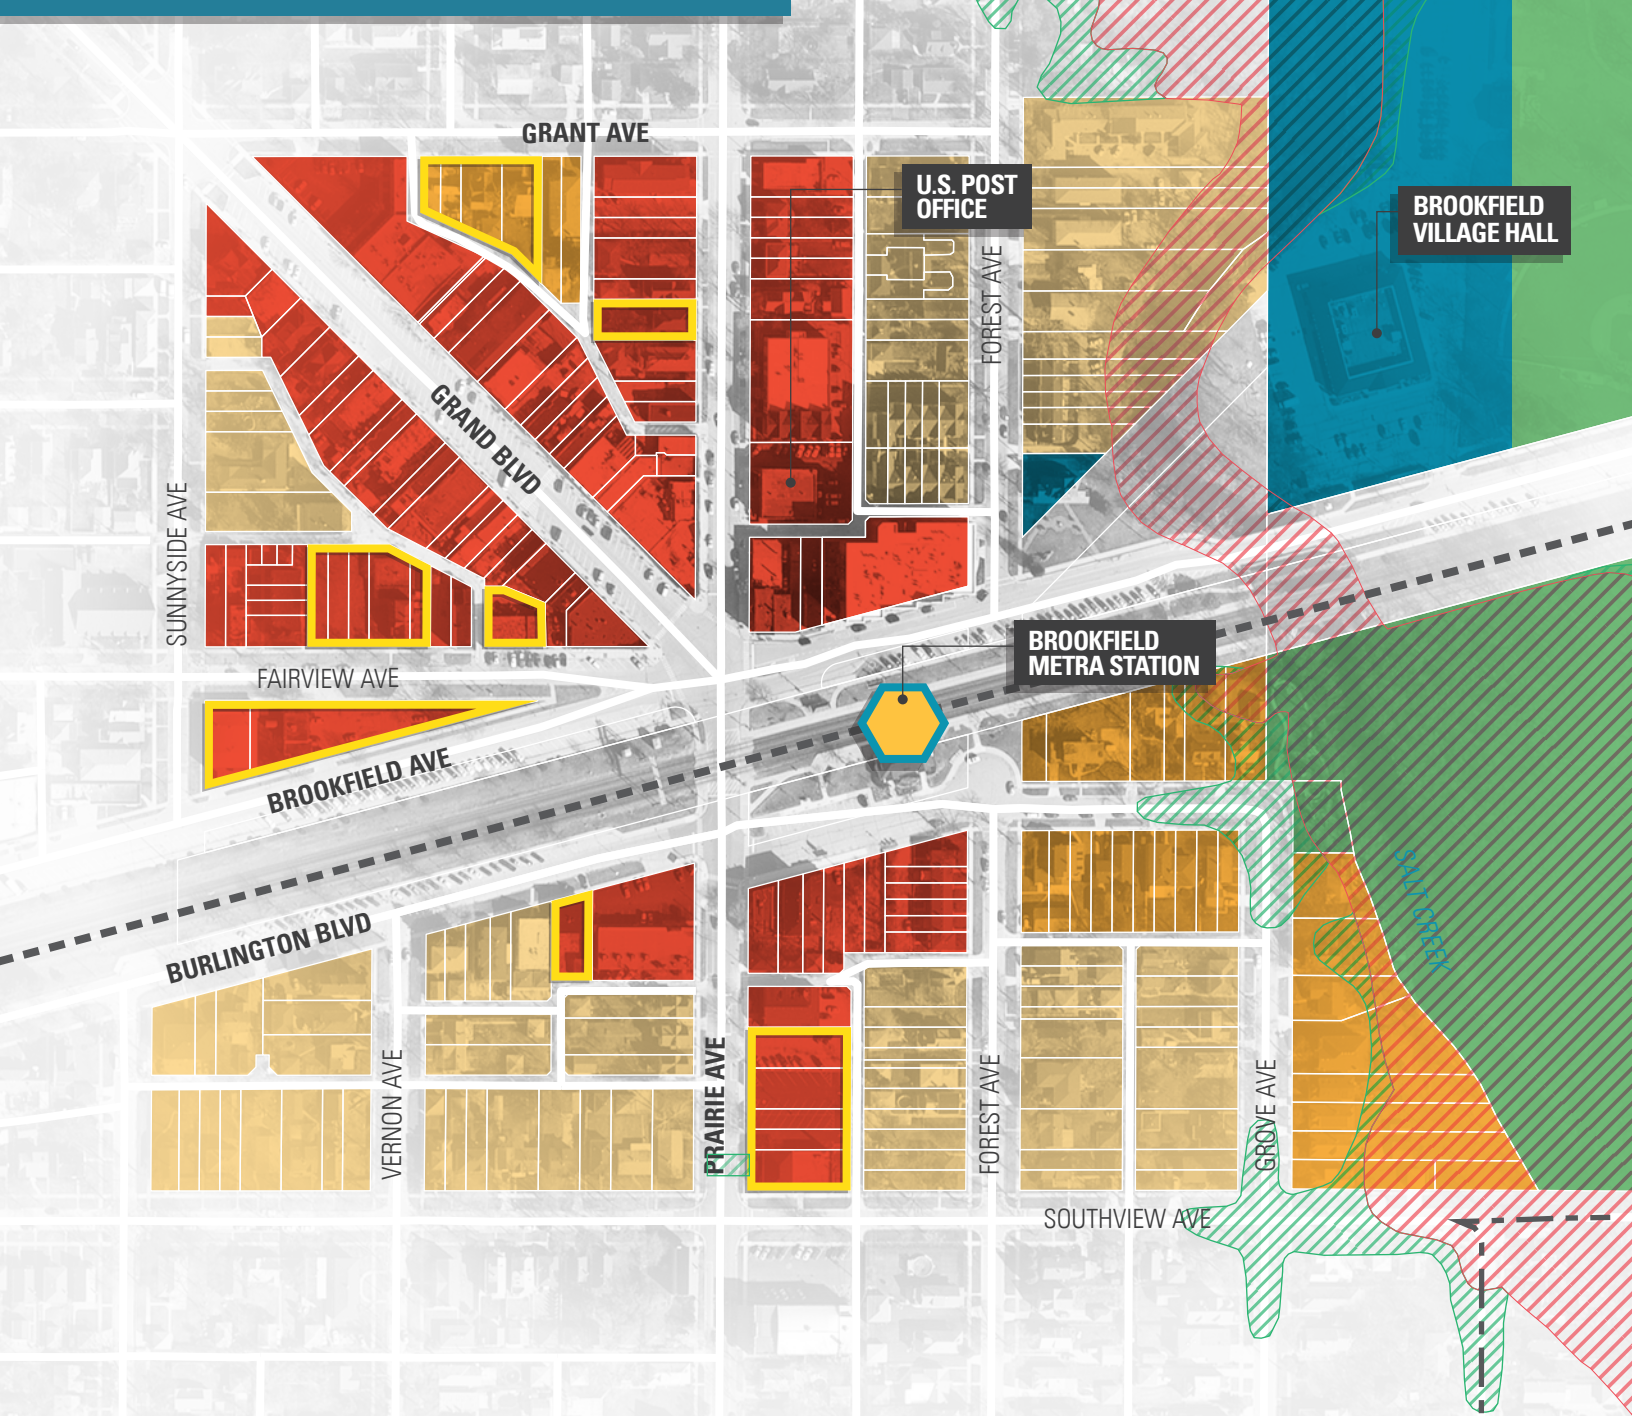 GRANT AVE
U.S. POST
OFFICE
BROOKFIELD
VILLAGE HALL
FOREST AVE
GRAND BLVD
SUNNYSIDE AVE
BROOKFIELD
METRA STATION
FAIRVIEW AVE
BROOKFIELD AVE
SALT CREEK
BURLINGTON BLVD
VERNON AVE
PRAIRIE AVE
FOREST AVE
GROVE AVE
SOUTHVIEW AVE